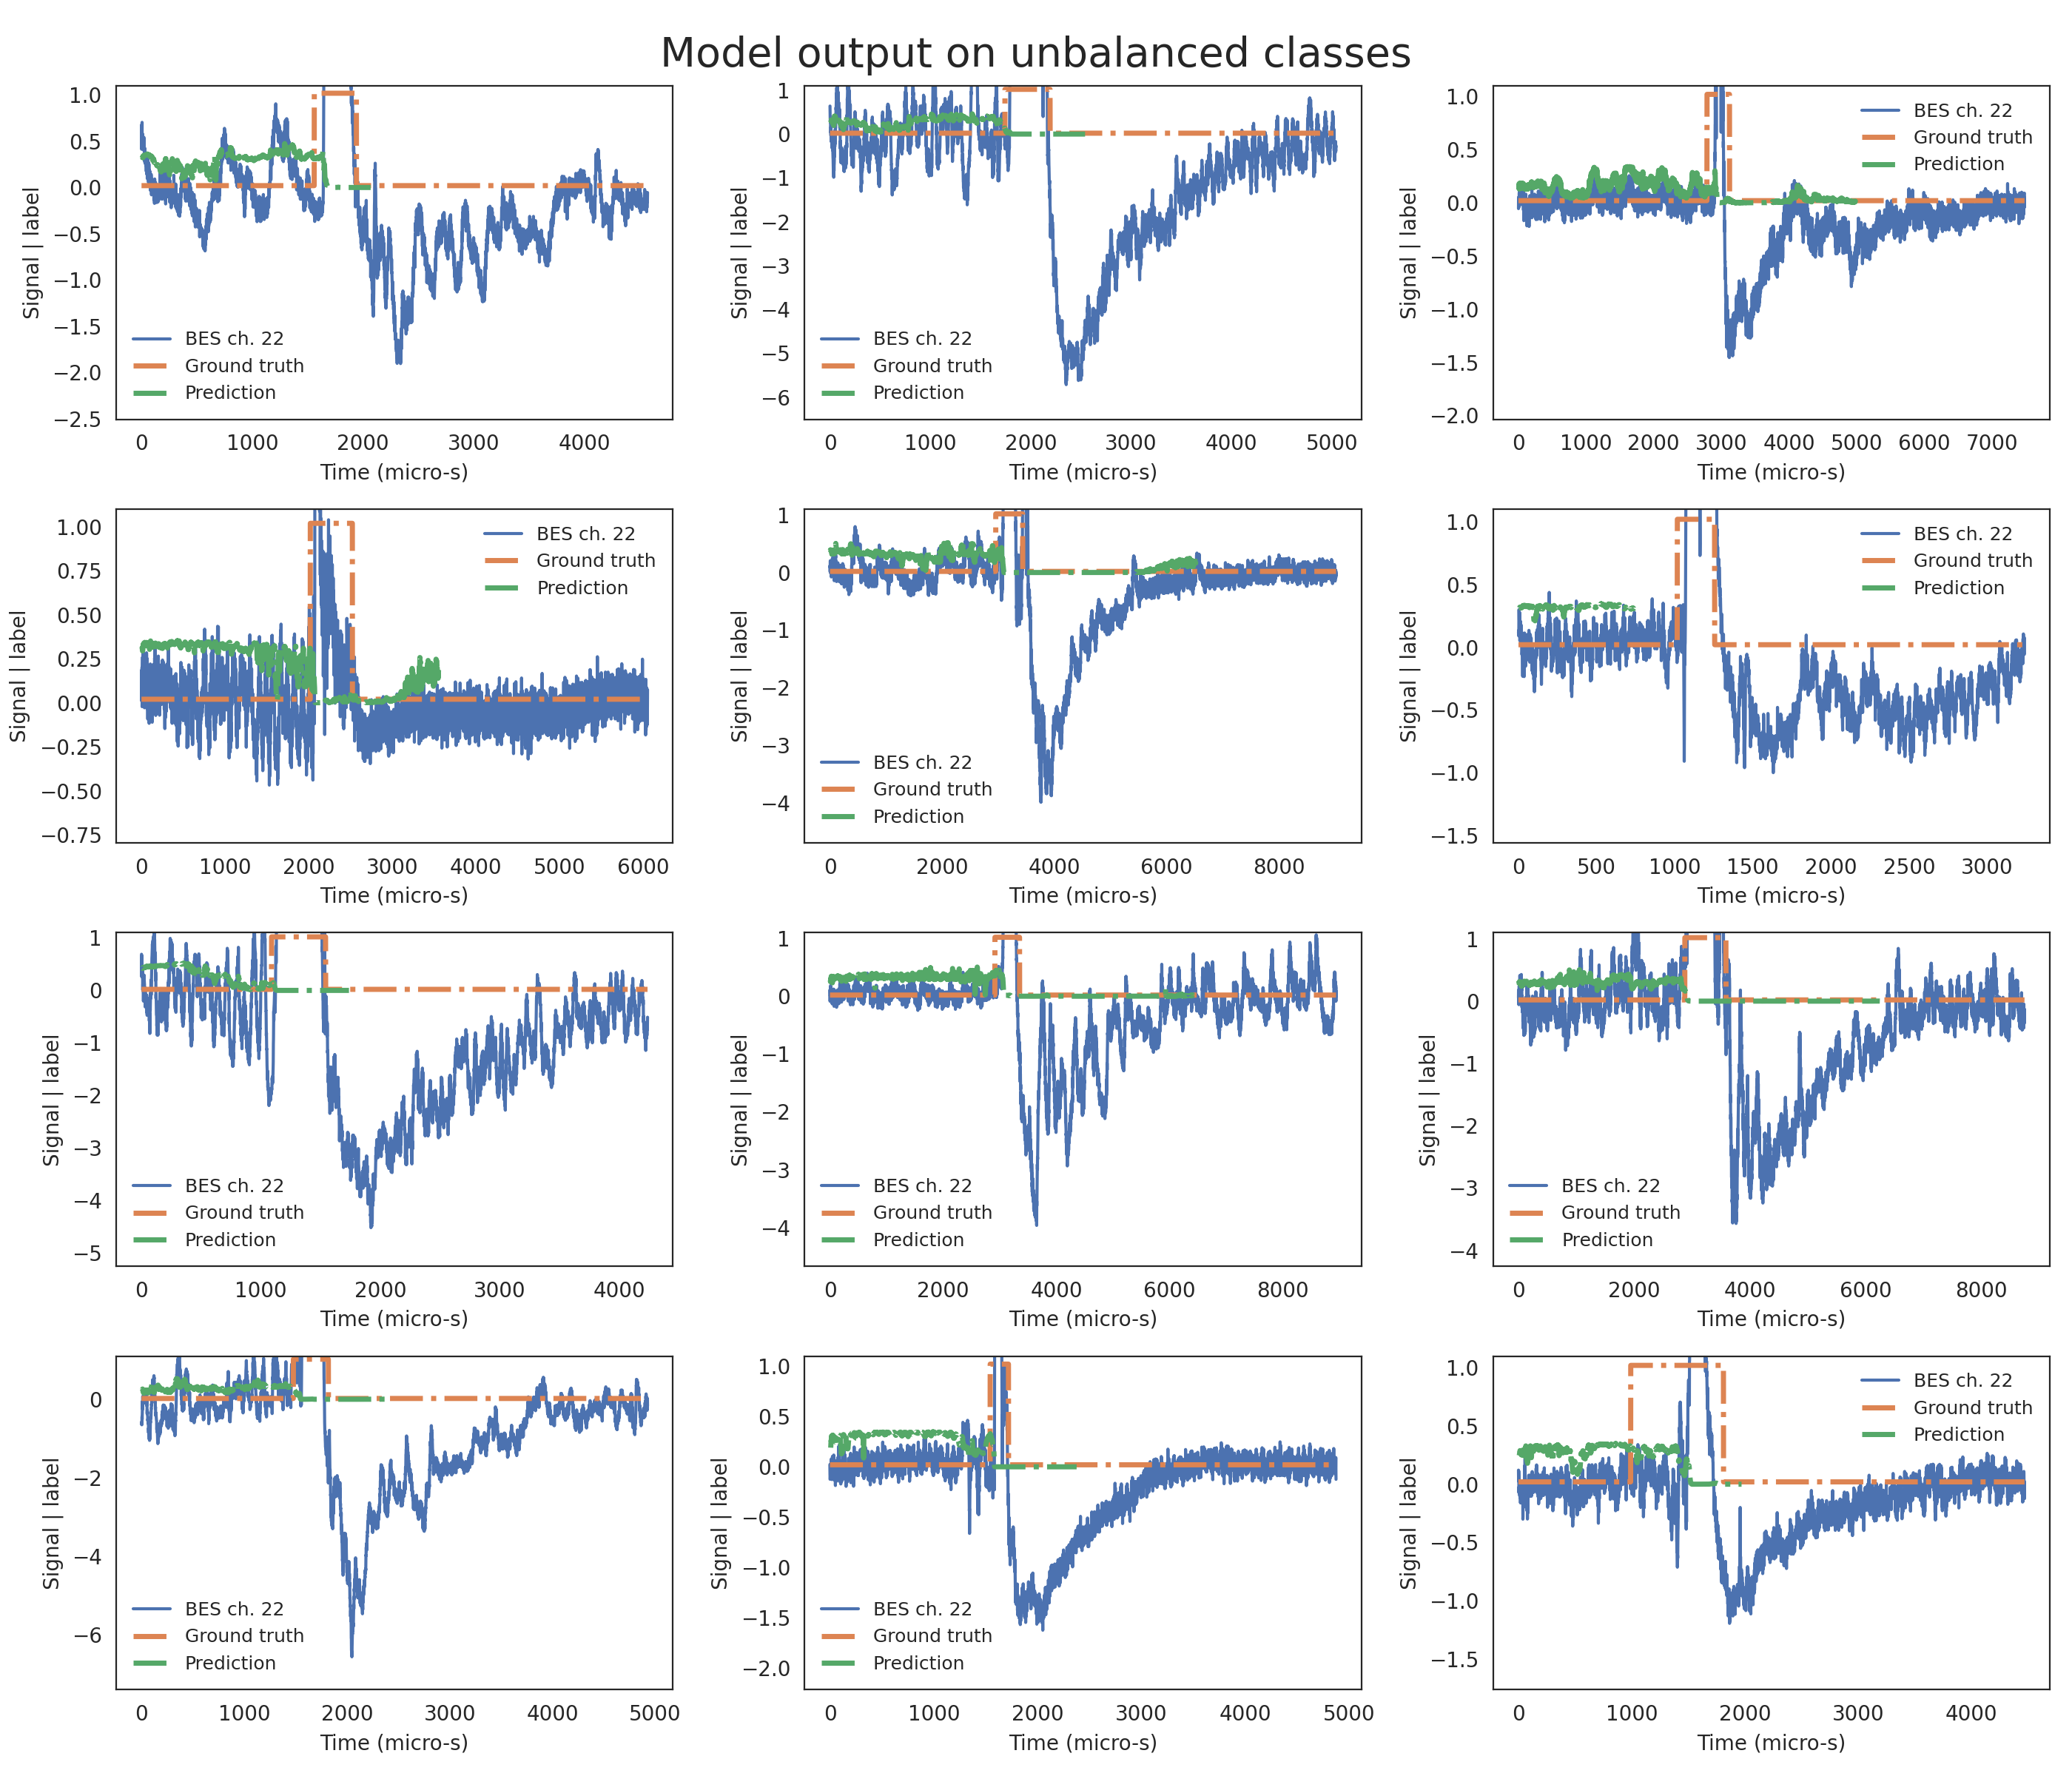 Model output on unbalanced classes
1.0
0.5
0.0
−0.5
−1.0
−1.5
−2.0
−2.5
Signal | label
BES ch. 22
Ground truth
Prediction
0 1000 2000 3000 4000
Time (micro-s)
1
0
−1
−2
−3
−4
−5
−6
Signal | label
BES ch. 22
Ground truth
Prediction
0 1000 2000 3000 4000 5000
Time (micro-s)
1.0
0.5
0.0
−0.5
−1.0
−1.5
−2.0
Signal | label
BES ch. 22
Ground truth
Prediction
0 1000 2000 3000 4000 5000 6000 7000
Time (micro-s)
1.00
0.75
0.50
0.25
0.00
−0.25
−0.50
−0.75
Signal | label
BES ch. 22
Ground truth
Prediction
0 1000 2000 3000 4000 5000 6000
Time (micro-s)
1
0
−1
−2
−3
−4
Signal | label
BES ch. 22
Ground truth
Prediction
0 2000 4000 6000 8000
Time (micro-s)
1.0
0.5
0.0
−0.5
−1.0
−1.5
Signal | label
BES ch. 22
Ground truth
Prediction
0 500 1000 1500 2000 2500 3000
Time (micro-s)
1
0
−1
−2
−3
−4
−5
Signal | label
BES ch. 22
Ground truth
Prediction
0 1000 2000 3000 4000
Time (micro-s)
1
0
−1
−2
−3
−4
Signal | label
BES ch. 22
Ground truth
Prediction
0 2000 4000 6000 8000
Time (micro-s)
1
0
−1
−2
−3
−4
Signal | label
BES ch. 22
Ground truth
Prediction
0 2000 4000 6000 8000
Time (micro-s)
0
−2
−4
−6
Signal | label
BES ch. 22
Ground truth
Prediction
0 1000 2000 3000 4000 5000
Time (micro-s)
1.0
0.5
0.0
−0.5
−1.0
−1.5
−2.0
Signal | label
BES ch. 22
Ground truth
Prediction
0 1000 2000 3000 4000 5000
Time (micro-s)
1.0
0.5
0.0
−0.5
−1.0
−1.5
Signal | label
BES ch. 22
Ground truth
Prediction
0 1000 2000 3000 4000
Time (micro-s)